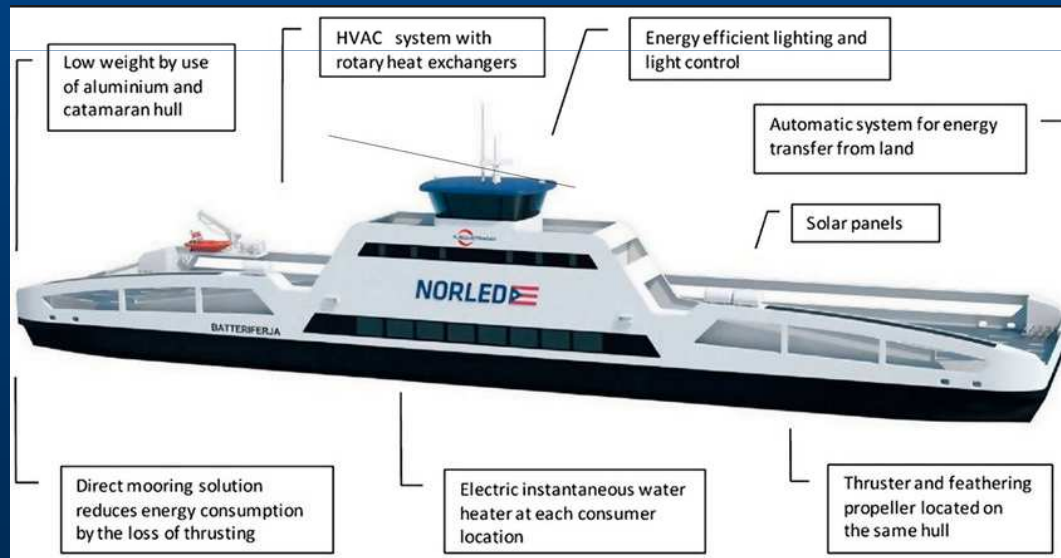 Low weight by use
of aluminium and
catamaran hull
HVAC system with
rotary heat exchangers
Energy efficient lighting and
light control
Automatic system for energy
transfer from land
Solar panels
NORLED
BATTERIFERJA
Direct mooring solution
reduces energy consumption
by the loss of thrusting
Electric instantaneous water
heater at each consumer
location
Thruster and feathering
propeller located on
the same hull